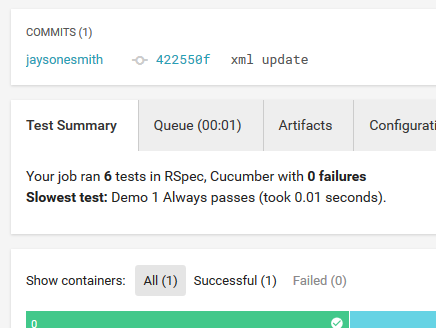 COMMITS (1)
jaysonesmith 422550f xml update
Test Summary Queue (00:01) Artifacts Configurati
Your job ran 6 tests in RSpec, Cucumber with 0 failures
Slowest test: Demo 1 Always passes (took 0.01 seconds).
Show containers: All (1) Successful (1) Failed (0)
0